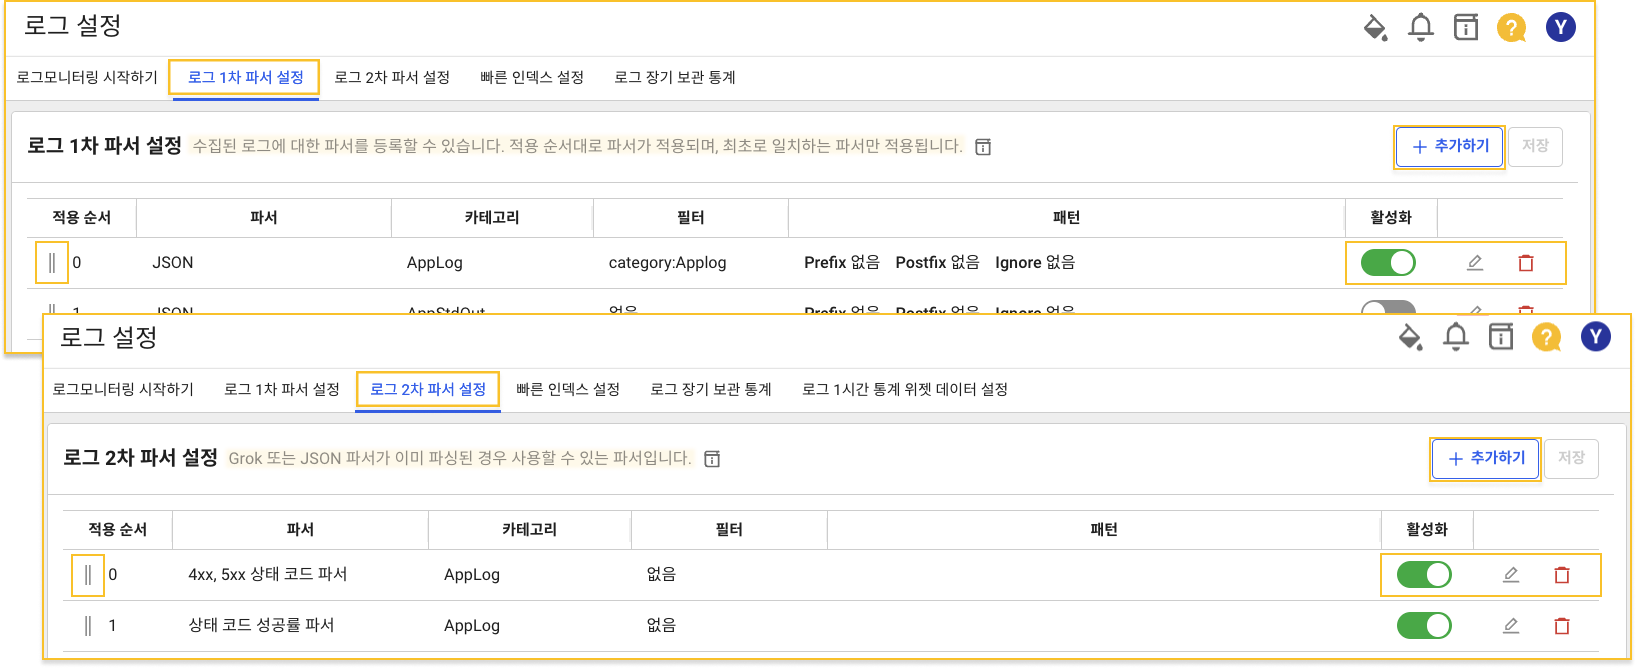 로그 설정
? Y
로그모니터링 시작하기 로그 1차 파서 설정 로그 2차 파서 설정 빠른 인덱스 설정 로그 장기 보관 통계
로그 1차 파서 설정 수집된 로그에 대한 파서를 등록할 수 있습니다. 적용 순서대로 파서가 적용되며, 최초로 일치하는 파서만 적용됩니다. + 추가하기 저장
적용 순서 파서 카테고리 필터 패턴 활성화
0 JSON AppLog category:Applog Prefix 없음 Postfix 없음 Ignore 없음
1 JSON AppStdOut 없음 Prefix 없음 Postfix 없음 Ignore 없음
로그 설정
? Y
로그모니터링 시작하기 로그 1차 파서 설정 로그 2차 파서 설정 빠른 인덱스 설정 로그 장기 보관 통계 로그 1시간 통계 위젯 데이터 설정
로그 2차 파서 설정 Grok 또는 JSON 파서가 이미 파싱된 경우 사용할 수 있는 파서입니다. + 추가하기 저장
적용 순서 파서 카테고리 필터 패턴 활성화
0 4xx, 5xx 상태 코드 파서 AppLog 없음
1 상태 코드 성공률 파서 AppLog 없음